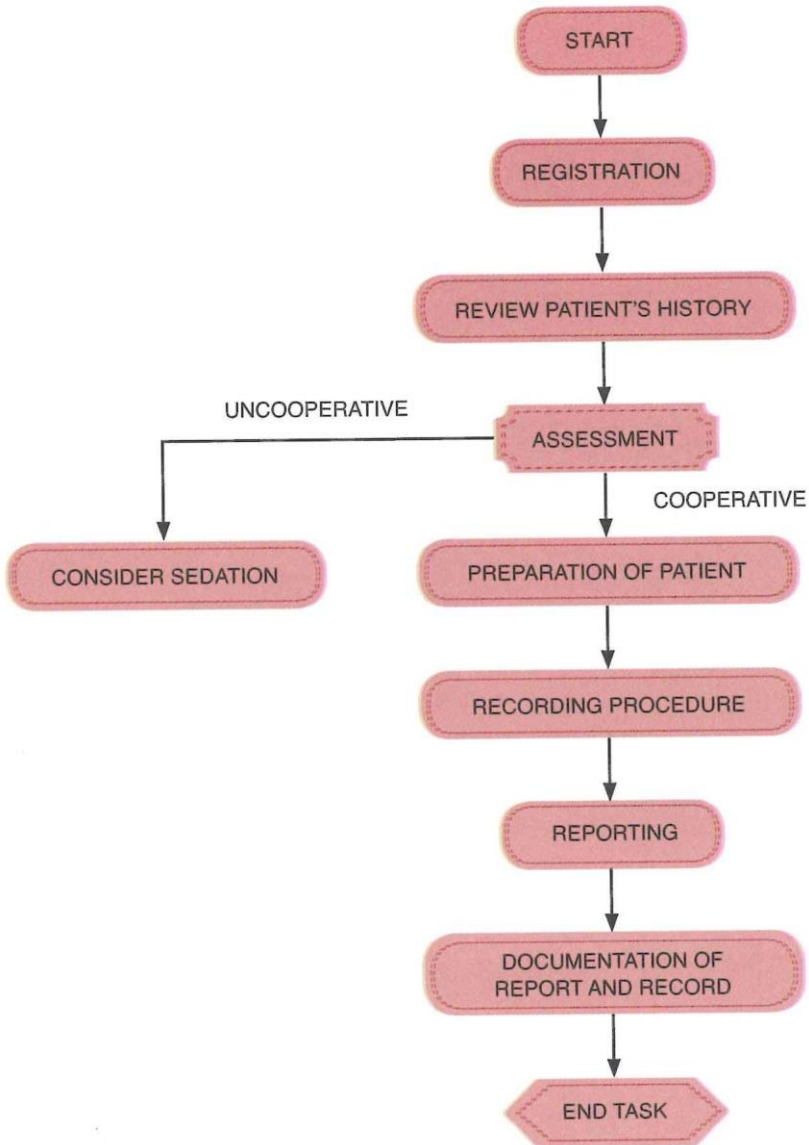 START
REGISTRATION
REVIEW PATIENT'S HISTORY
UNCOOPERATIVE
ASSESSMENT
COOPERATIVE
CONSIDER SEDATION
PREPARATION OF PATIENT
RECORDING PROCEDURE
REPORTING
DOCUMENTATION OF
REPORT AND RECORD
END TASK